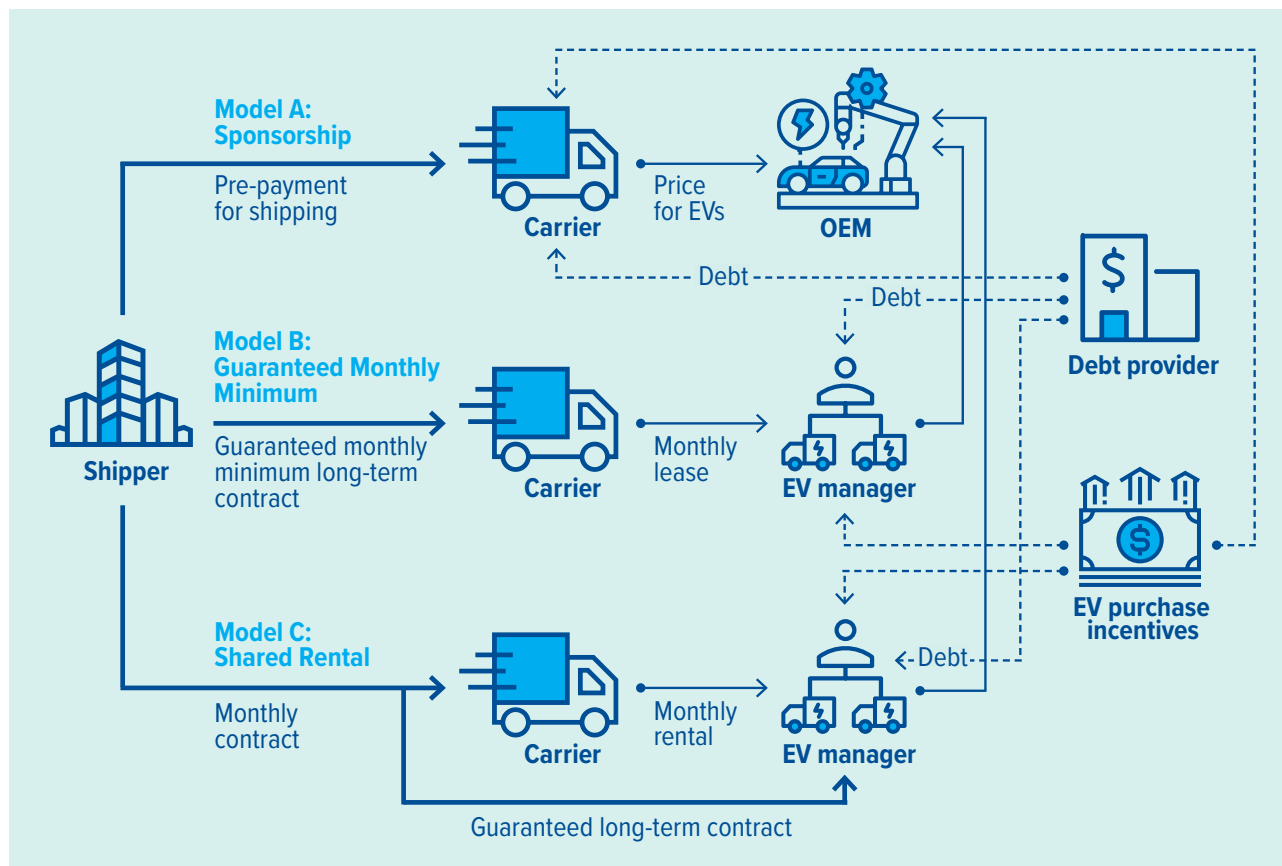 Model A:
Sponsorship
Pre-payment
for shipping
Carrier
Price
for EVs
OEM
Debt
Debt
Debt provider
Shipper
Model B:
Guaranteed Monthly
Minimum
Guaranteed monthly
minimum long-term
contract
Carrier
Monthly
lease
EV manager
EV purchase
incentives
Model C:
Shared Rental
Monthly
contract
Carrier
Monthly
rental
Debt
EV manager
Guaranteed long-term contract
$
$